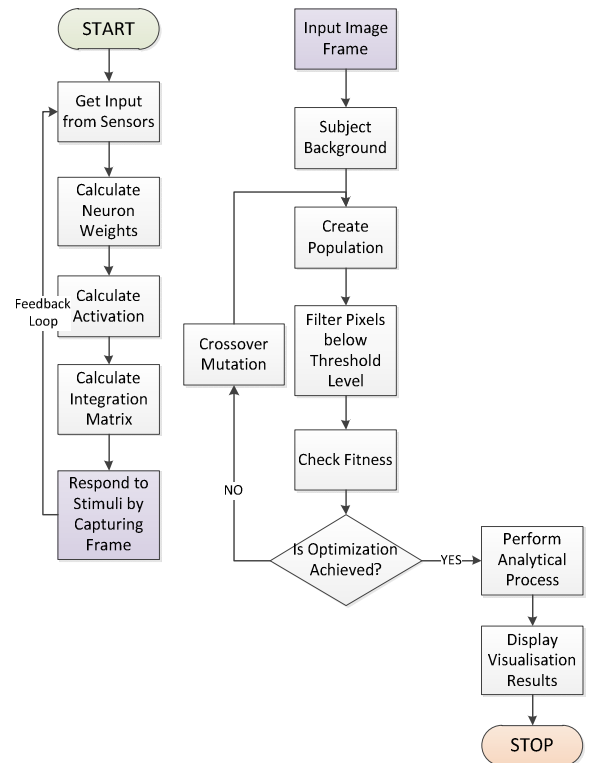 START
Get Input
from Sensors
Calculate
Neuron
Weights
Calculate
Activation
Feedback
Loop
Calculate
Integration
Matrix
Respond to
Stimuli by
Capturing
Frame
Input Image
Frame
Subject
Background
Create
Population
Filter Pixels
below
Threshold
Level
Crossover
Mutation
Check Fitness
NO
Is Optimization
Achieved?
YES
Perform
Analytical
Process
Display
Visualisation
Results
STOP